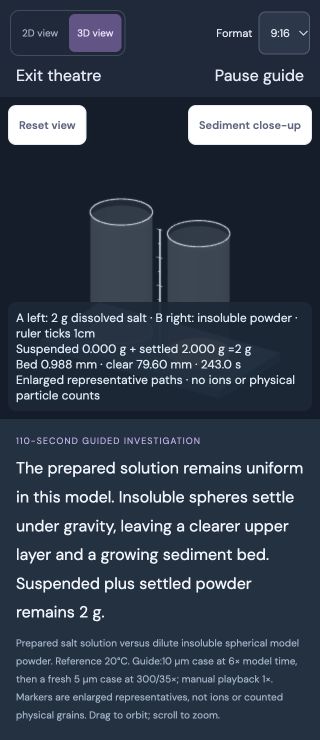 2D view 3D view Format 9:16
Exit theatre Pause guide
Reset view Sediment close-up
A left: 2 g dissolved salt · B right: insoluble powder ·
ruler ticks 1cm
Suspended 0.000 g + settled 2.000 g =2 g
Bed 0.988 mm · clear 79.60 mm · 243.0 s
Enlarged representative paths · no ions or physical
particle counts
110-SECOND GUIDED INVESTIGATION
The prepared solution remains uniform
in this model. Insoluble spheres settle
under gravity, leaving a clearer upper
layer and a growing sediment bed.
Suspended plus settled powder
remains 2 g.
Prepared salt solution versus dilute insoluble spherical model
powder. Reference 20°C. Guide:10 μm case at 6× model time,
then a fresh 5 μm case at 300/35×; manual playback 1×.
Markers are enlarged representatives, not ions or counted
physical grains. Drag to orbit; scroll to zoom.